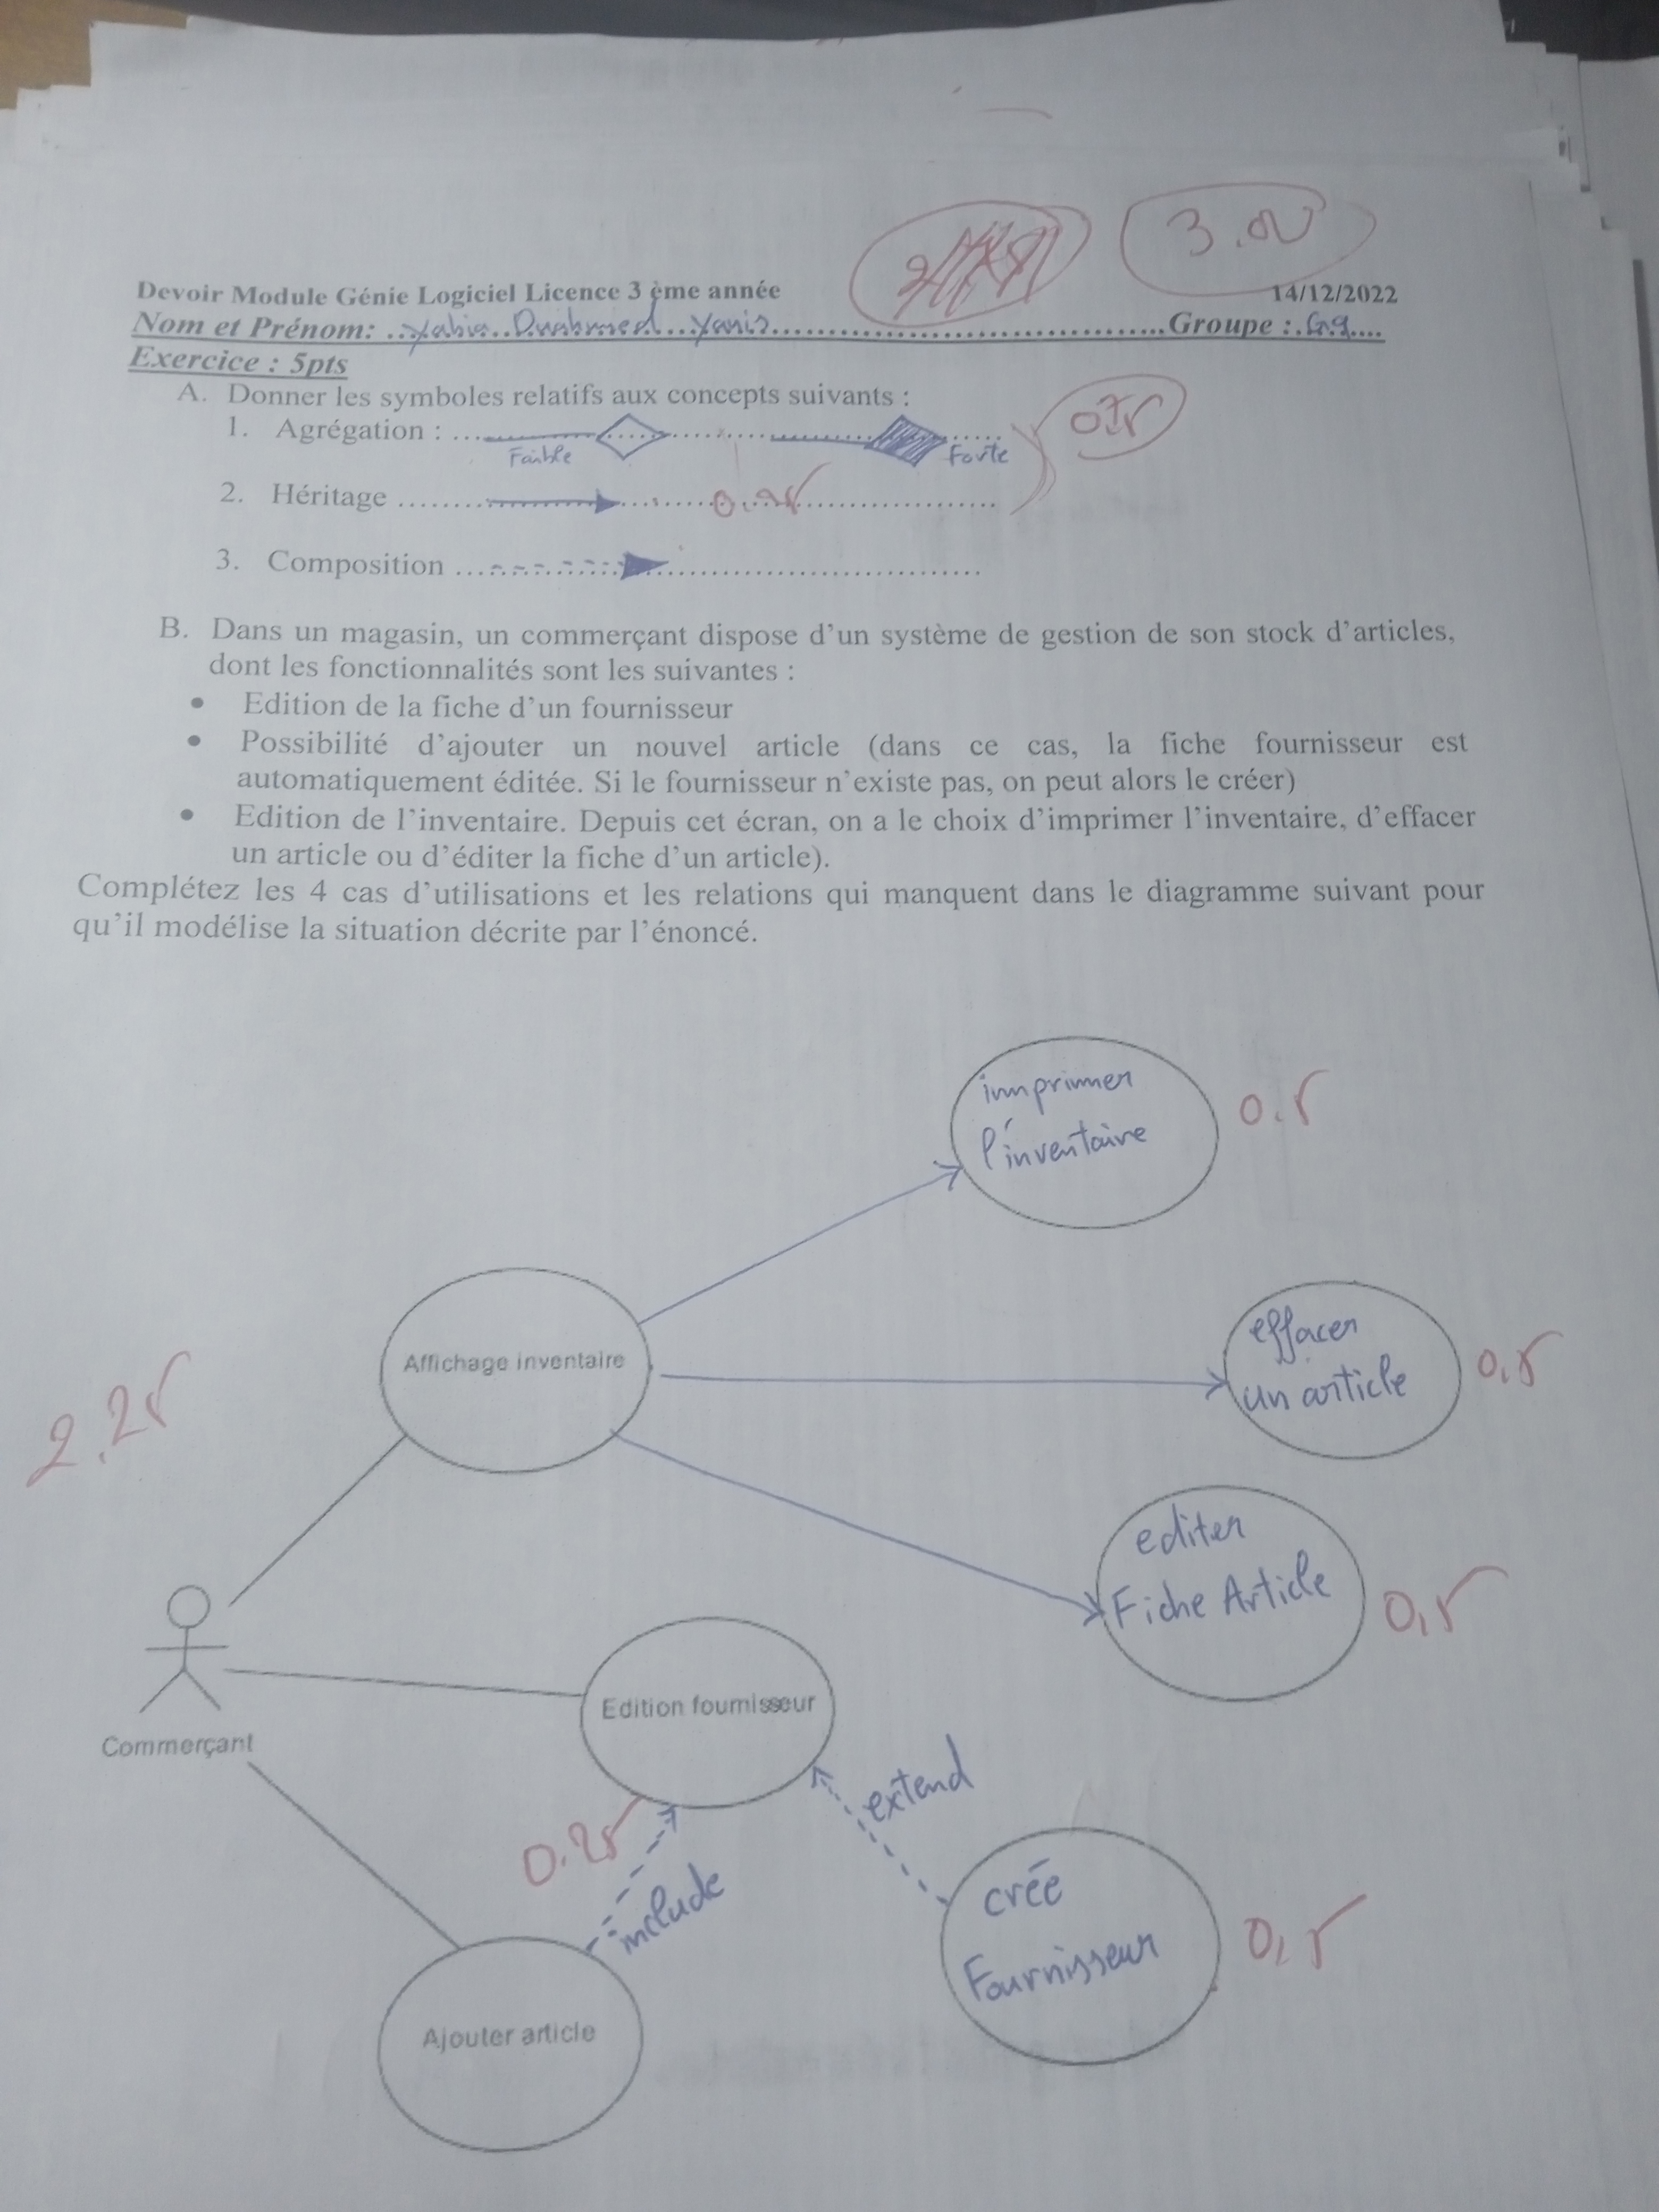 3.00
Devoir Module Génie Logiciel Licence 3 ème année
14/12/2022
Nom et Prénom: Yanis Groupe : G9
Exercice : 5pts
A. Donner les symboles relatifs aux concepts suivants :
1. Agrégation : Faible Forte
075
2. Héritage 0.25
3. Composition
B. Dans un magasin, un commerçant dispose d'un système de gestion de son stock d'articles,
dont les fonctionnalités sont les suivantes :
• Edition de la fiche d'un fournisseur
• Possibilité d'ajouter un nouvel article (dans ce cas, la fiche fournisseur est
automatiquement éditée. Si le fournisseur n'existe pas, on peut alors le créer)
• Edition de l'inventaire. Depuis cet écran, on a le choix d'imprimer l'inventaire, d'effacer
un article ou d'éditer la fiche d'un article).
Complétez les 4 cas d'utilisations et les relations qui manquent dans le diagramme suivant pour
qu'il modélise la situation décrite par l'énoncé.
imprimer
l'inventaire
0.5
effacer
un article
0,5
Affichage inventaire
2.25
editer
Fiche Article
0,5
Edition fournisseur
Commerçant
extend
0.25
include
créé
Fournisseur
0,5
Ajouter article